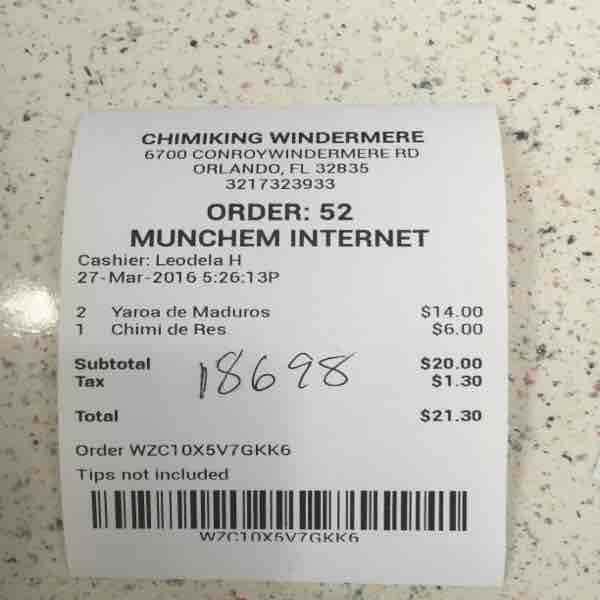 CHIMIKING WINDERMERE
6700 CONROYWINDERMERE RD
ORLANDO, FL 32835
3217323933
ORDER: 52
MUNCHEM INTERNET
Cashier: Leodela H
27-Mar-2016 5:26:13P
2 Yaroa de Maduros $14.00
1 Chimi de Res $6.00
Subtotal $20.00
Tax $1.30
18698
Total $21.30
Order WZC10X5V7GKK6
Tips not included
WZC10X5V7GKK6